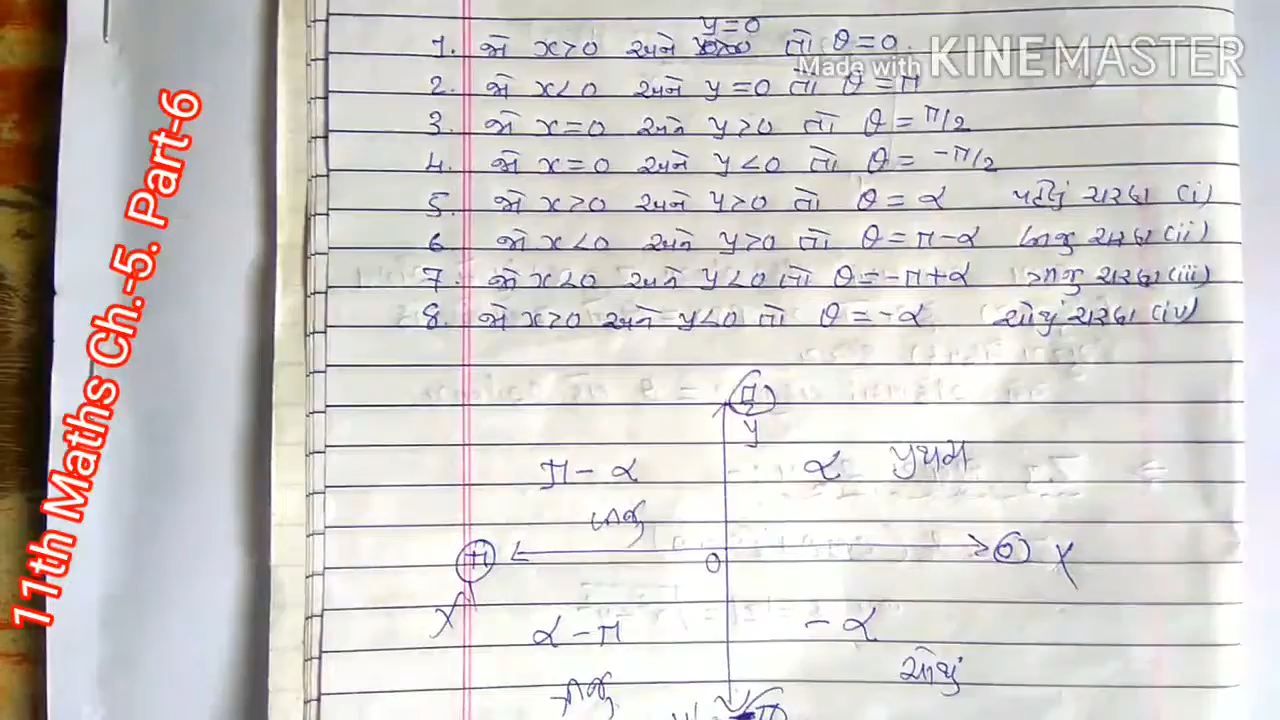 y=0
1. જો x>0 અને તો θ=0.
Made with KINEMASTER
2. જો x<0 અને y=0 તો θ=π
3. જો x=0 અને y>0 તો θ=π/2
4. જો x=0 અને y<0 તો θ=-π/2
5. જો x>0 અને y>0 તો θ=α પહેલું ચરણ (i)
6. જો x<0 અને y>0 તો θ=π-α બીજુ ચરણ (ii)
7. જો x<0 અને y<0 તો θ=-π+α ત્રીજુ ચરણ (iii)
8. જો x>0 અને y<0 તો θ=-α ચોથું ચરણ (iv)
11th Maths Ch.-5. Part-6
π/2
y
π-α α પ્રથમ
બીજુ
π O 0 X
X'
α-π -α
ચોથું
ત્રીજુ